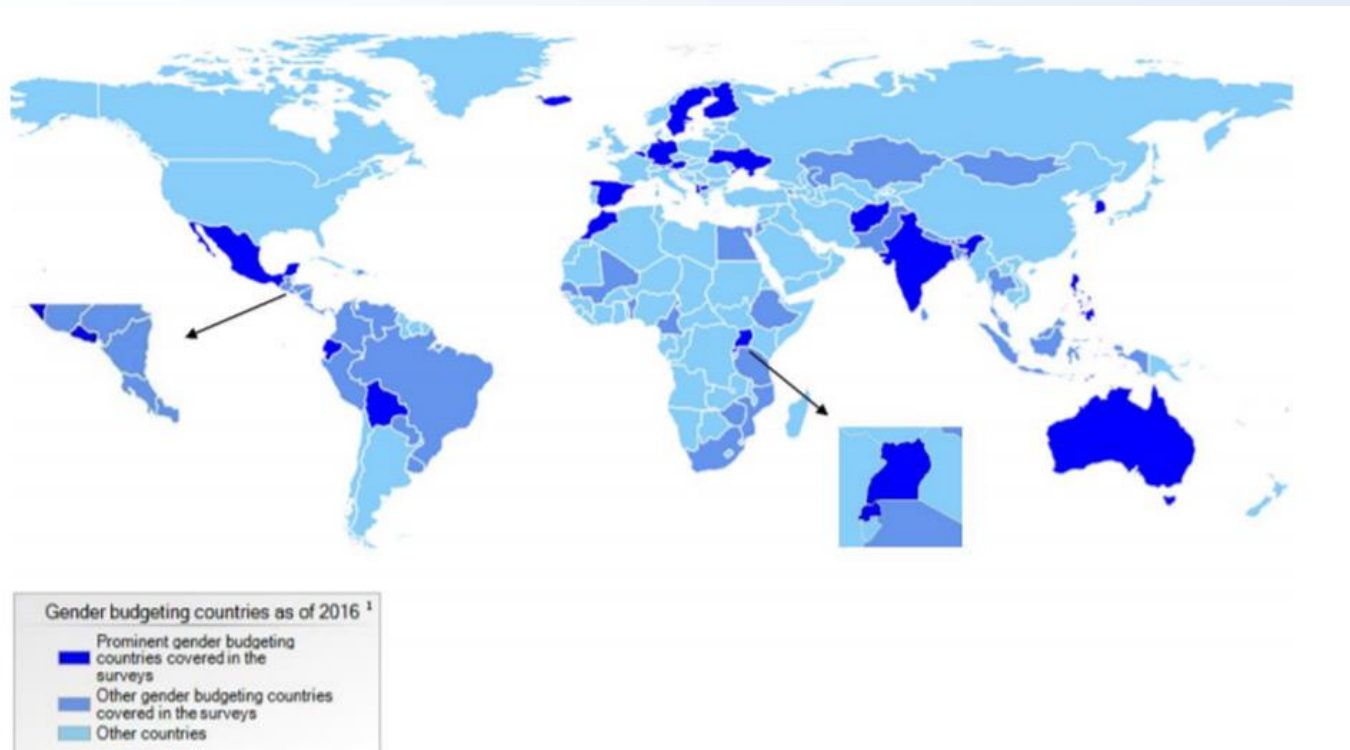 Gender budgeting countries as of 2016 ¹
Prominent gender budgeting
countries covered in the
surveys
Other gender budgeting countries
covered in the surveys
Other countries